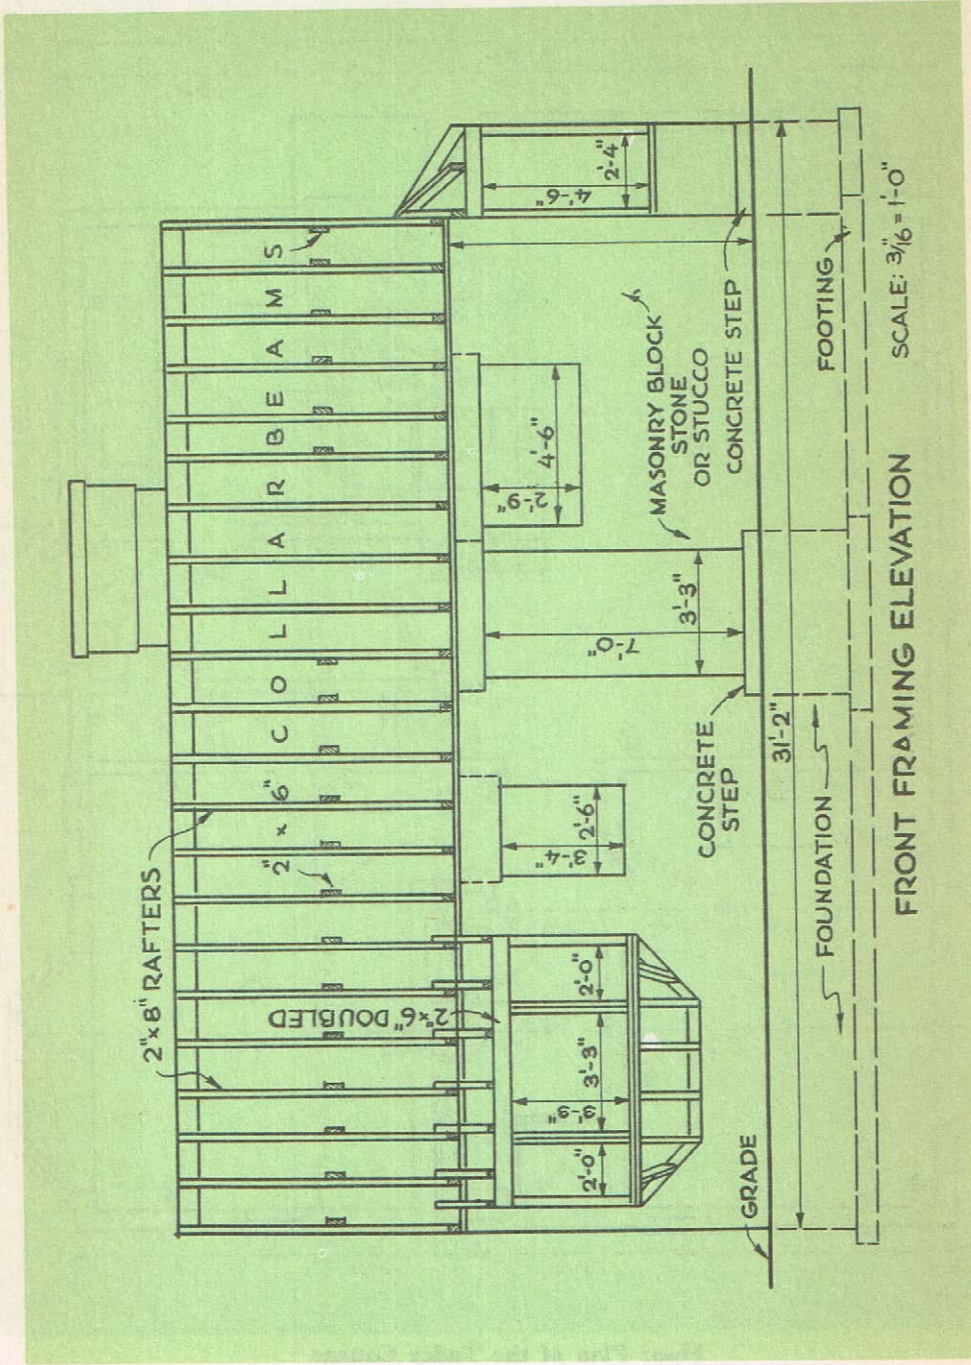 2"x8" RAFTERS
2" x 6" COLLAR BEAMS
2"x6" DOUBLED
2'-0"
3'-3"
3'-3"
2'-0"
3'-4"
2'-6"
7'-0"
3'-3"
2'-9"
4'-6"
4'-6"
2'-4"
MASONRY BLOCK
STONE
OR STUCCO
CONCRETE
STEP
CONCRETE STEP
GRADE
31'-2"
FOUNDATION
FOOTING
FRONT FRAMING ELEVATION
SCALE: 3/16"=1'-0"